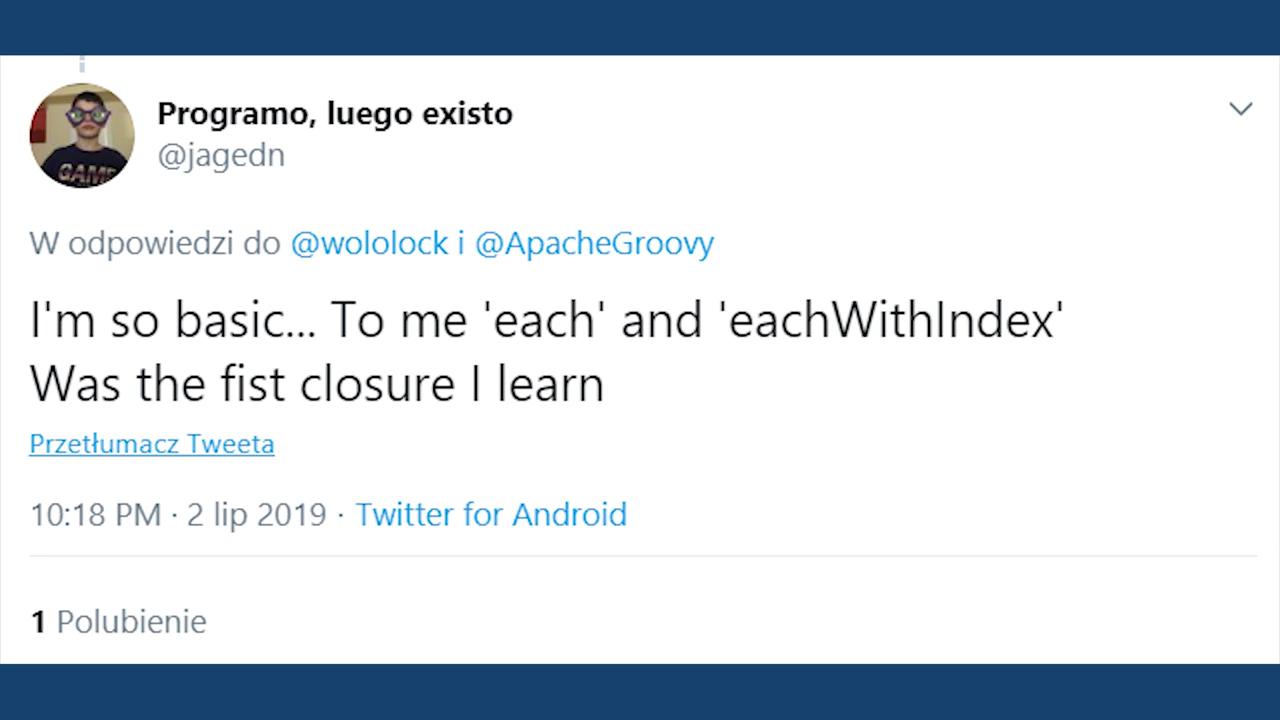 Programo, luego existo
@jagedn
GAME
W odpowiedzi do @wololock i @ApacheGroovy
I'm so basic... To me 'each' and 'eachWithIndex'
Was the fist closure I learn
Przetłumacz Tweeta
10:18 PM · 2 lip 2019 · Twitter for Android
1 Polubienie